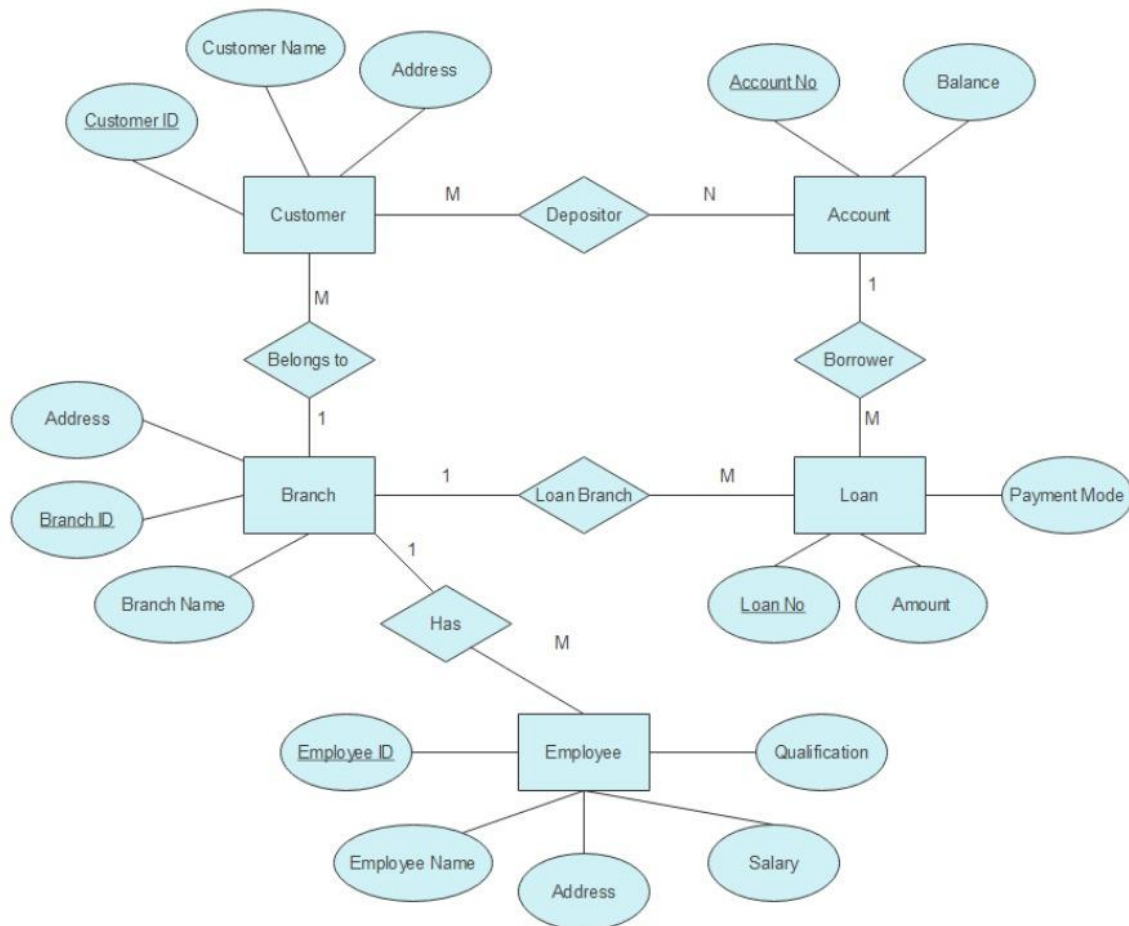 Customer Name
Address
Customer ID
Account No
Balance
Customer
M
Depositor
N
Account
M
1
Belongs to
Borrower
1
M
Address
Branch ID
Branch Name
Branch
1
Loan Branch
M
Loan
Payment Mode
Loan No
Amount
1
Has
M
Employee ID
Employee
Qualification
Employee Name
Address
Salary